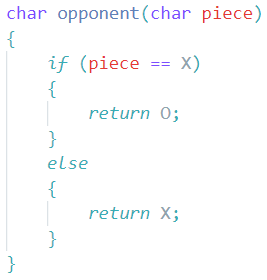 char opponent(char piece)
{
    if (piece == X)
    {
        return O;
    }
    else
    {
        return X;
    }
}